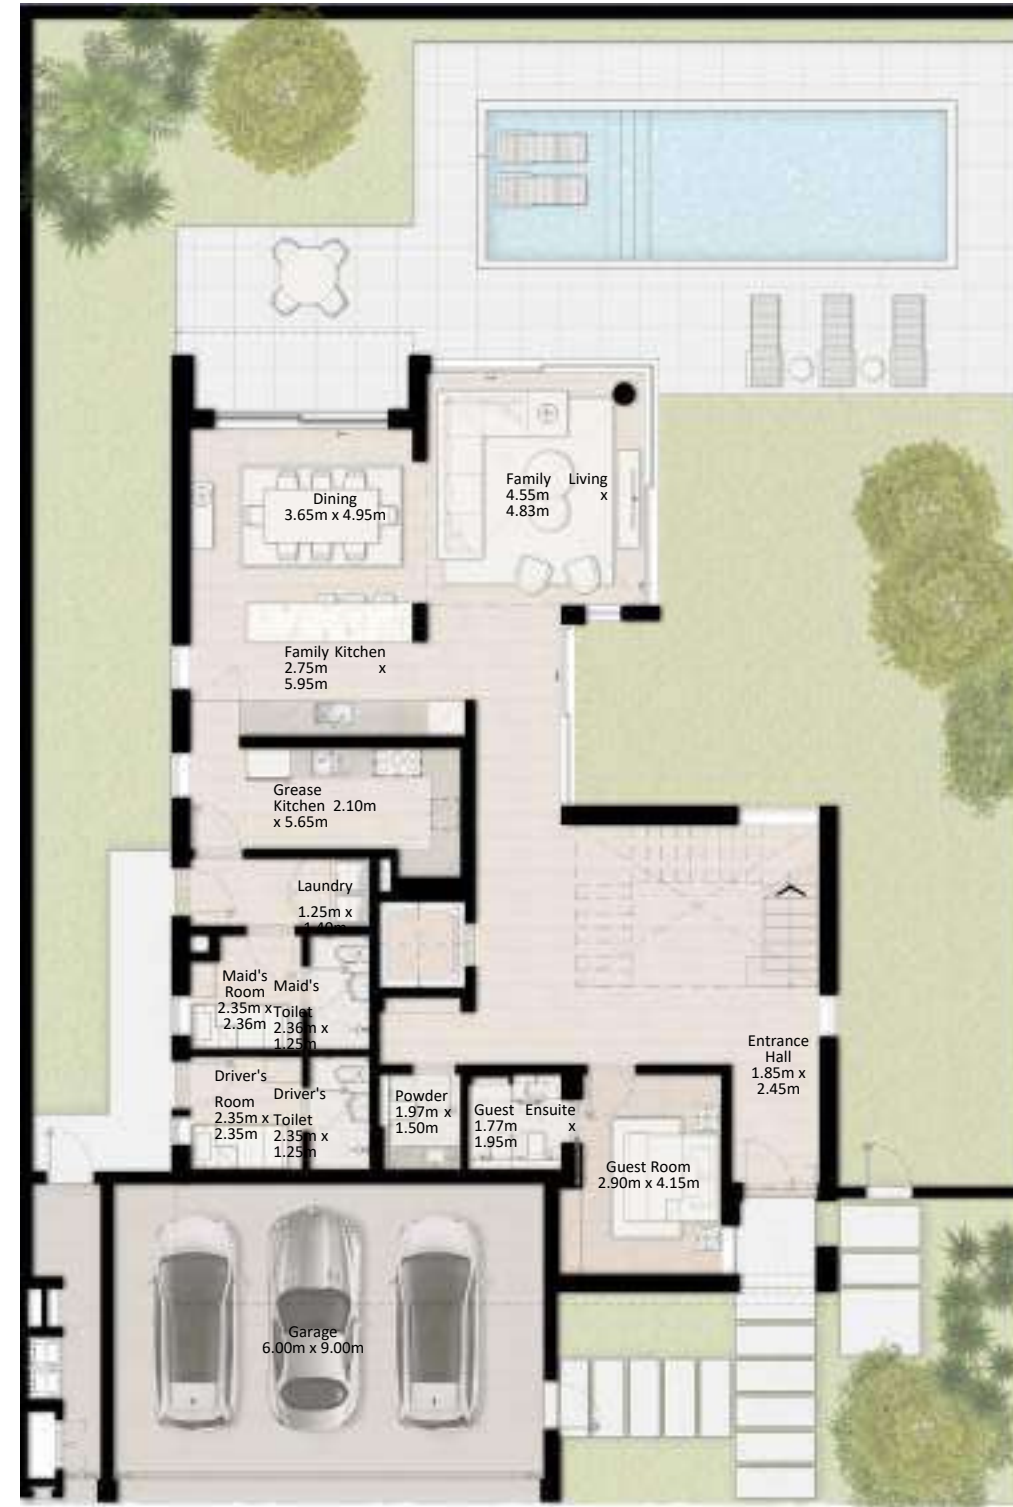 Dining
3.65m x 4.95m
Family Living
4.55m x
4.83m
Family Kitchen
2.75m x
5.95m
Grease
Kitchen 2.10m
x 5.65m
Laundry
1.25m x
1.40m
Maid's
Room
2.35m x
2.36m
Maid's
Toilet
2.36m x
1.25m
Driver's
Room
2.35m x
2.35m
Driver's
Toilet
2.35m x
1.25m
Powder
1.97m x
1.50m
Guest Ensuite
1.77m x
1.95m
Guest Room
2.90m x 4.15m
Entrance
Hall
1.85m x
2.45m
Garage
6.00m x 9.00m